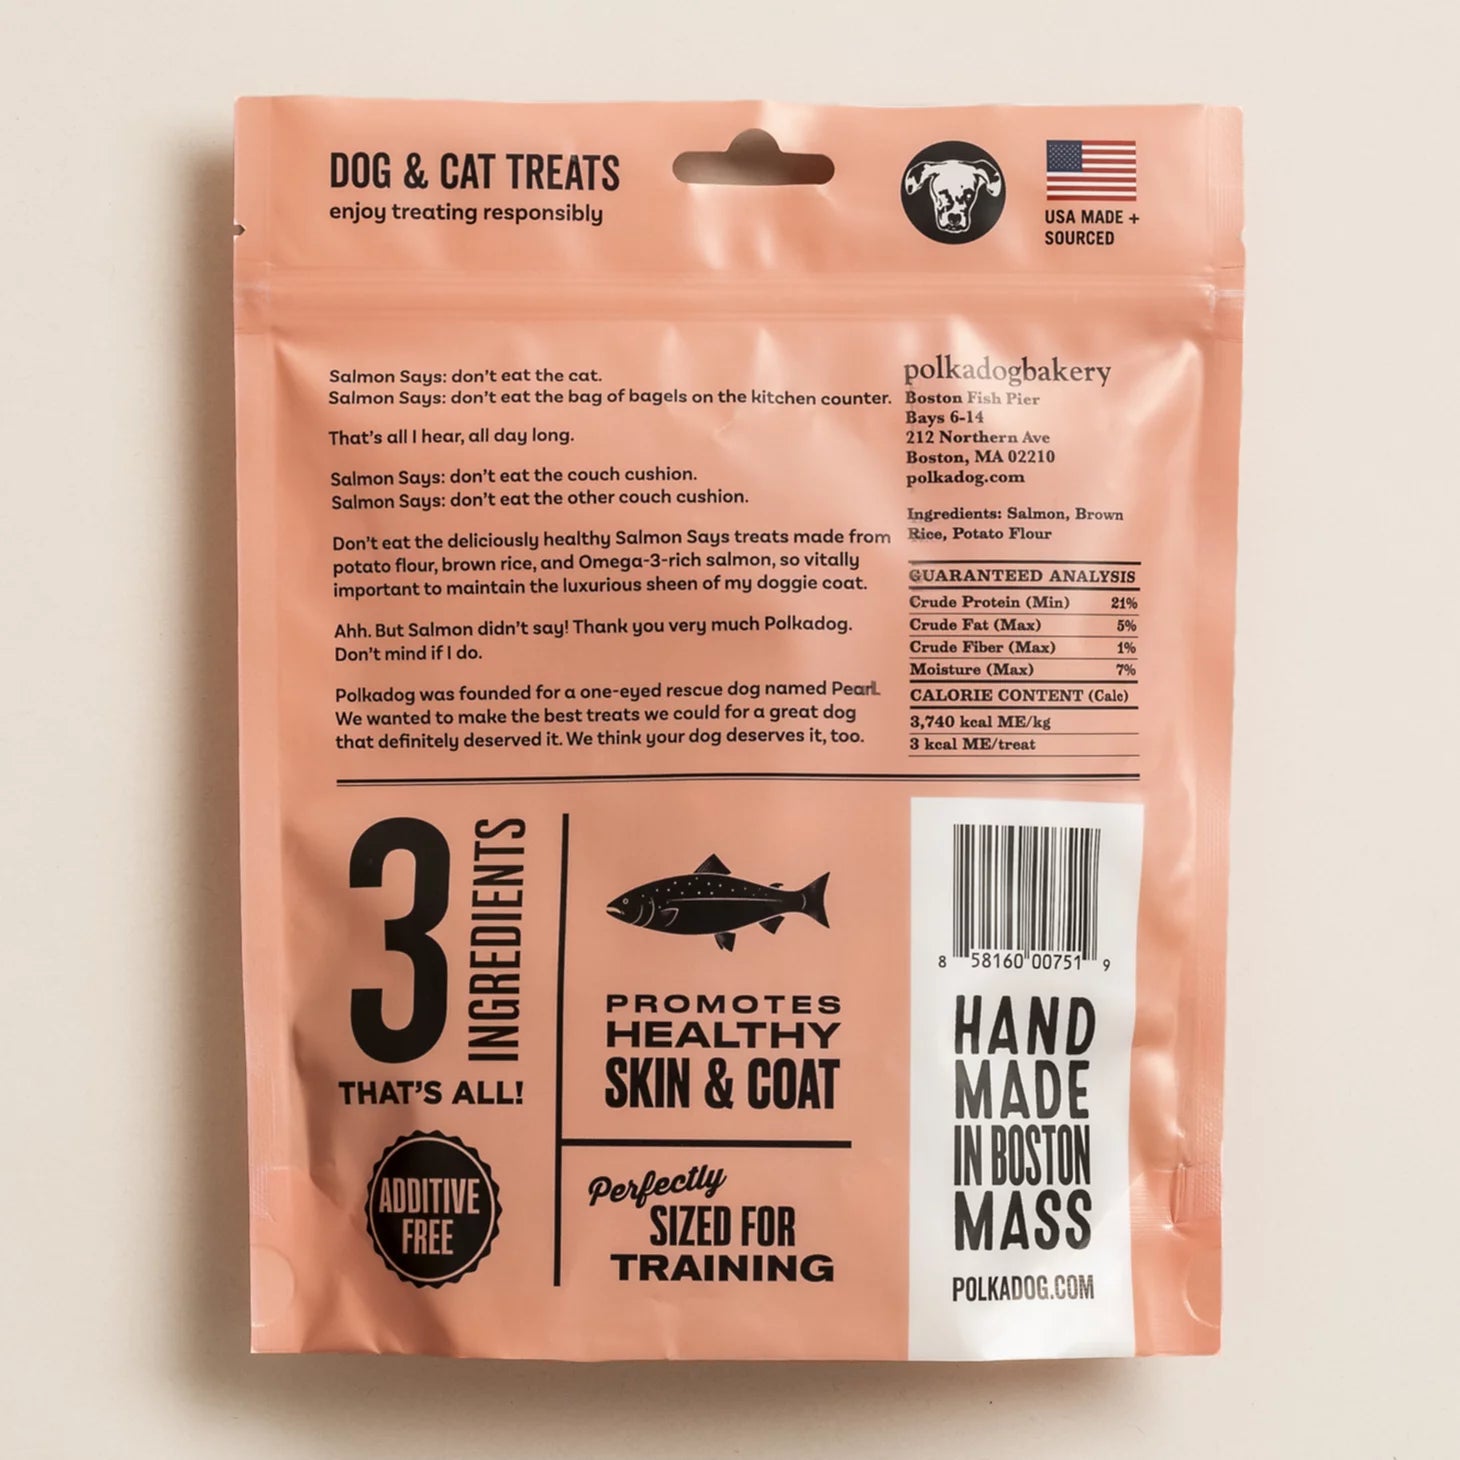 DOG & CAT TREATS
enjoy treating responsibly
USA MADE +
SOURCED
Salmon Says: don't eat the cat.
Salmon Says: don't eat the bag of bagels on the kitchen counter.
That's all I hear, all day long.
Salmon Says: don't eat the couch cushion.
Salmon Says: don't eat the other couch cushion.
Don't eat the deliciously healthy Salmon Says treats made from
potato flour, brown rice, and Omega-3-rich salmon, so vitally
important to maintain the luxurious sheen of my doggie coat.
Ahh. But Salmon didn't say! Thank you very much Polkadog.
Don't mind if I do.
Polkadog was founded for a one-eyed rescue dog named Pearl.
We wanted to make the best treats we could for a great dog
that definitely deserved it. We think your dog deserves it, too.
polkadogbakery
Boston Fish Pier
Bays 6-14
212 Northern Ave
Boston, MA 02210
polkadog.com
Ingredients: Salmon, Brown
Rice, Potato Flour
GUARANTEED ANALYSIS
Crude Protein (Min) 21%
Crude Fat (Max) 5%
Crude Fiber (Max) 1%
Moisture (Max) 7%
CALORIE CONTENT (Calc)
3,740 kcal ME/kg
3 kcal ME/treat
3 INGREDIENTS
THAT'S ALL!
ADDITIVE
FREE
PROMOTES
HEALTHY
SKIN & COAT
Perfectly
SIZED FOR
TRAINING
8 58160 00751 9
HAND
MADE
IN BOSTON
MASS
POLKADOG.COM